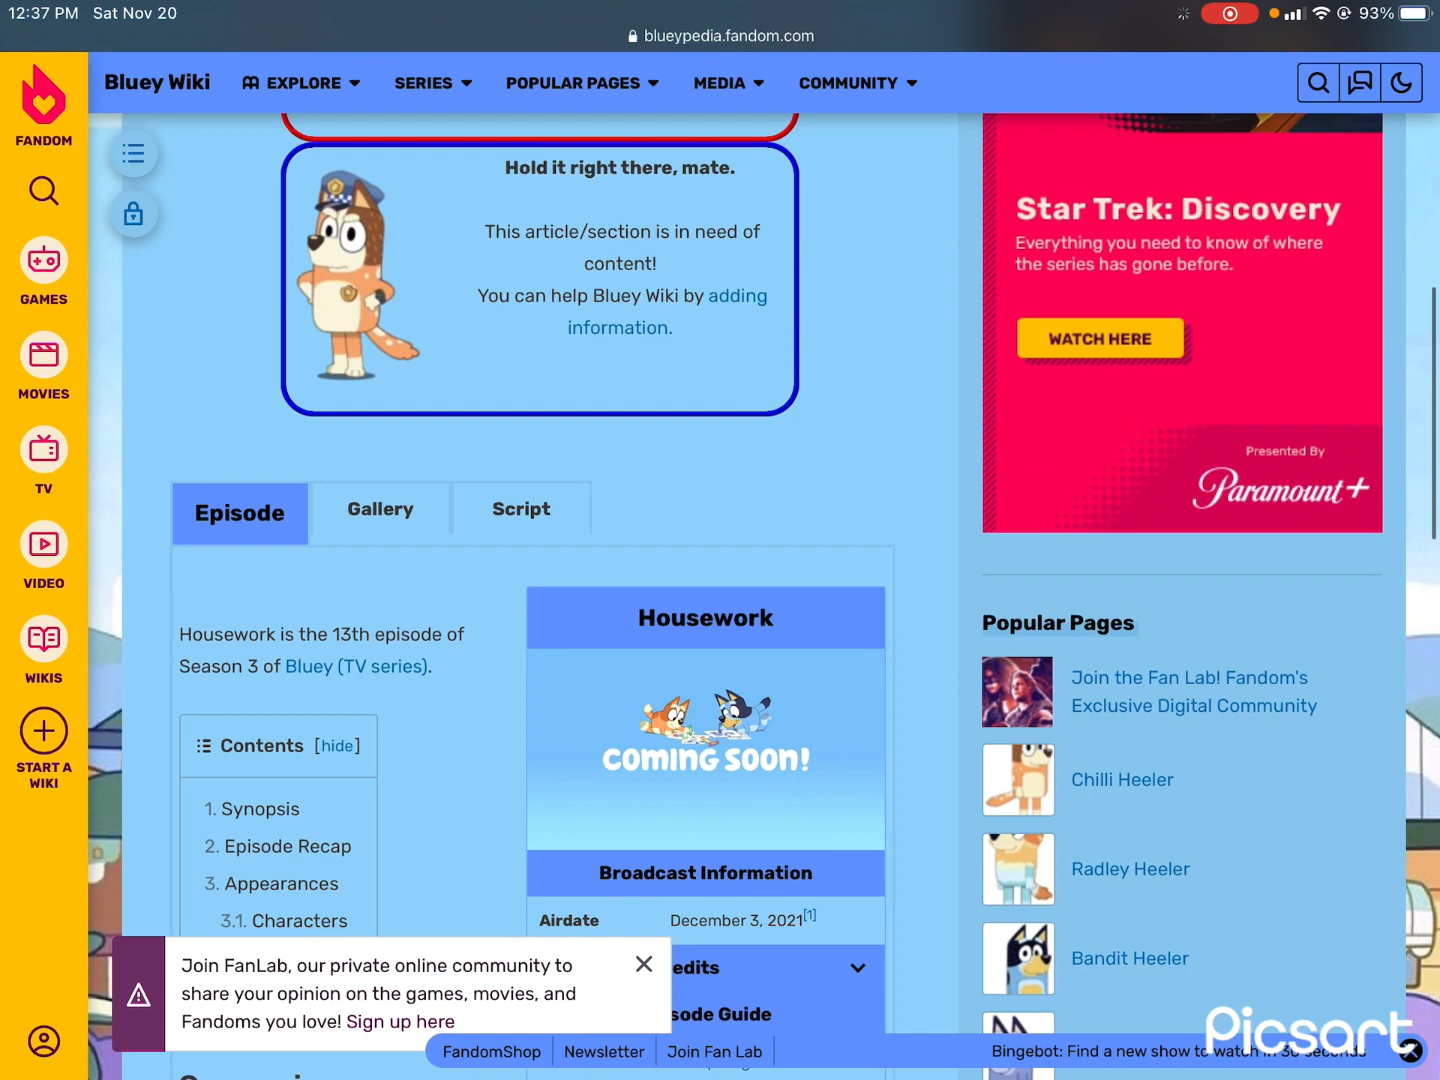 12:37 PM Sat Nov 20
93%
blueypedia.fandom.com
Bluey Wiki
EXPLORE
SERIES
POPULAR PAGES
MEDIA
COMMUNITY
FANDOM
GAMES
MOVIES
TV
VIDEO
WIKIS
START A
WIKI
Hold it right there, mate.
This article/section is in need of
content!
You can help Bluey Wiki by adding
information.
Episode
Gallery
Script
Housework is the 13th episode of
Season 3 of Bluey (TV series).
Contents [hide]
1. Synopsis
2. Episode Recap
3. Appearances
3.1. Characters
Housework
COMING SOON!
Broadcast Information
Airdate December 3, 2021[1]
edits
sode Guide
Star Trek: Discovery
Everything you need to know of where
the series has gone before.
WATCH HERE
Presented By
Paramount+
Popular Pages
Join the Fan Lab! Fandom's
Exclusive Digital Community
Chilli Heeler
Radley Heeler
Bandit Heeler
Join FanLab, our private online community to
share your opinion on the games, movies, and
Fandoms you love! Sign up here
FandomShop
Newsletter
Join Fan Lab
Bingebot: Find a new show to watch in 30 seconds
Picsart